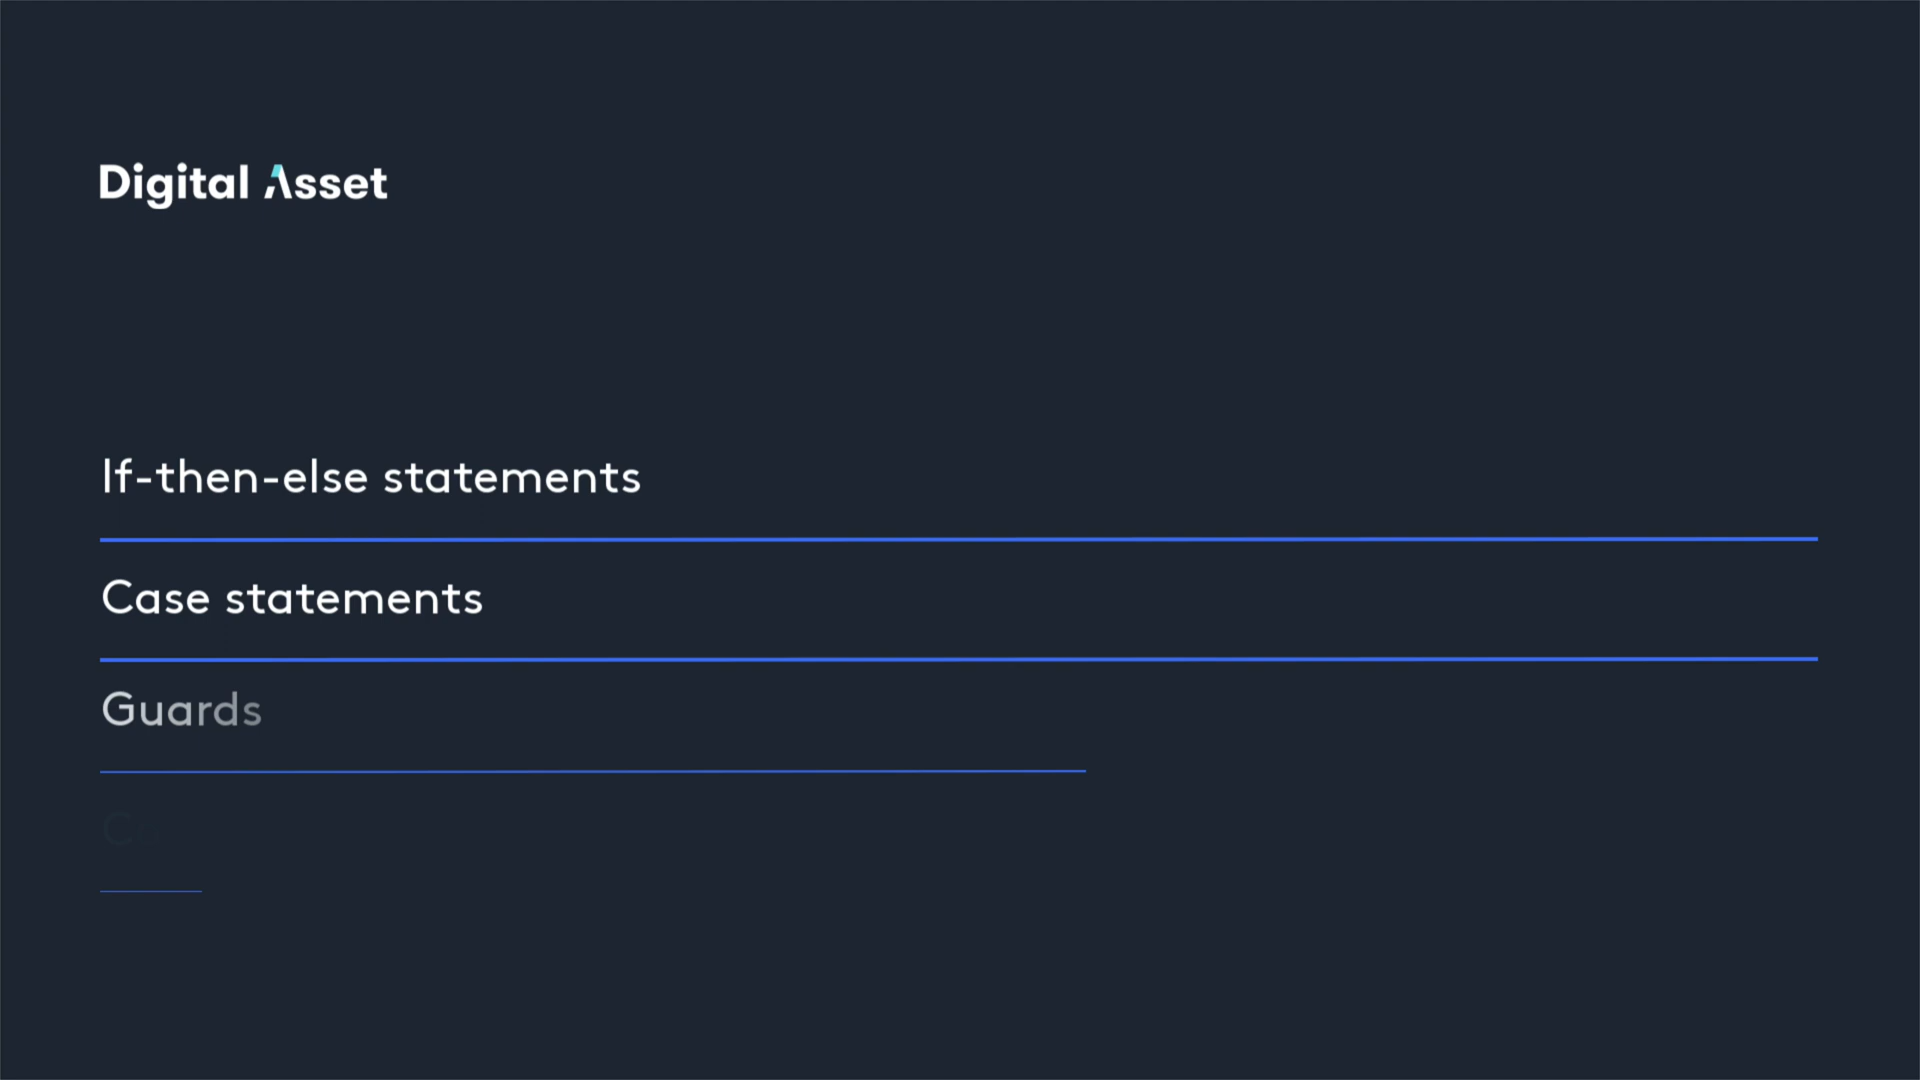 Digital Asset
If-then-else statements
Case statements
Guards